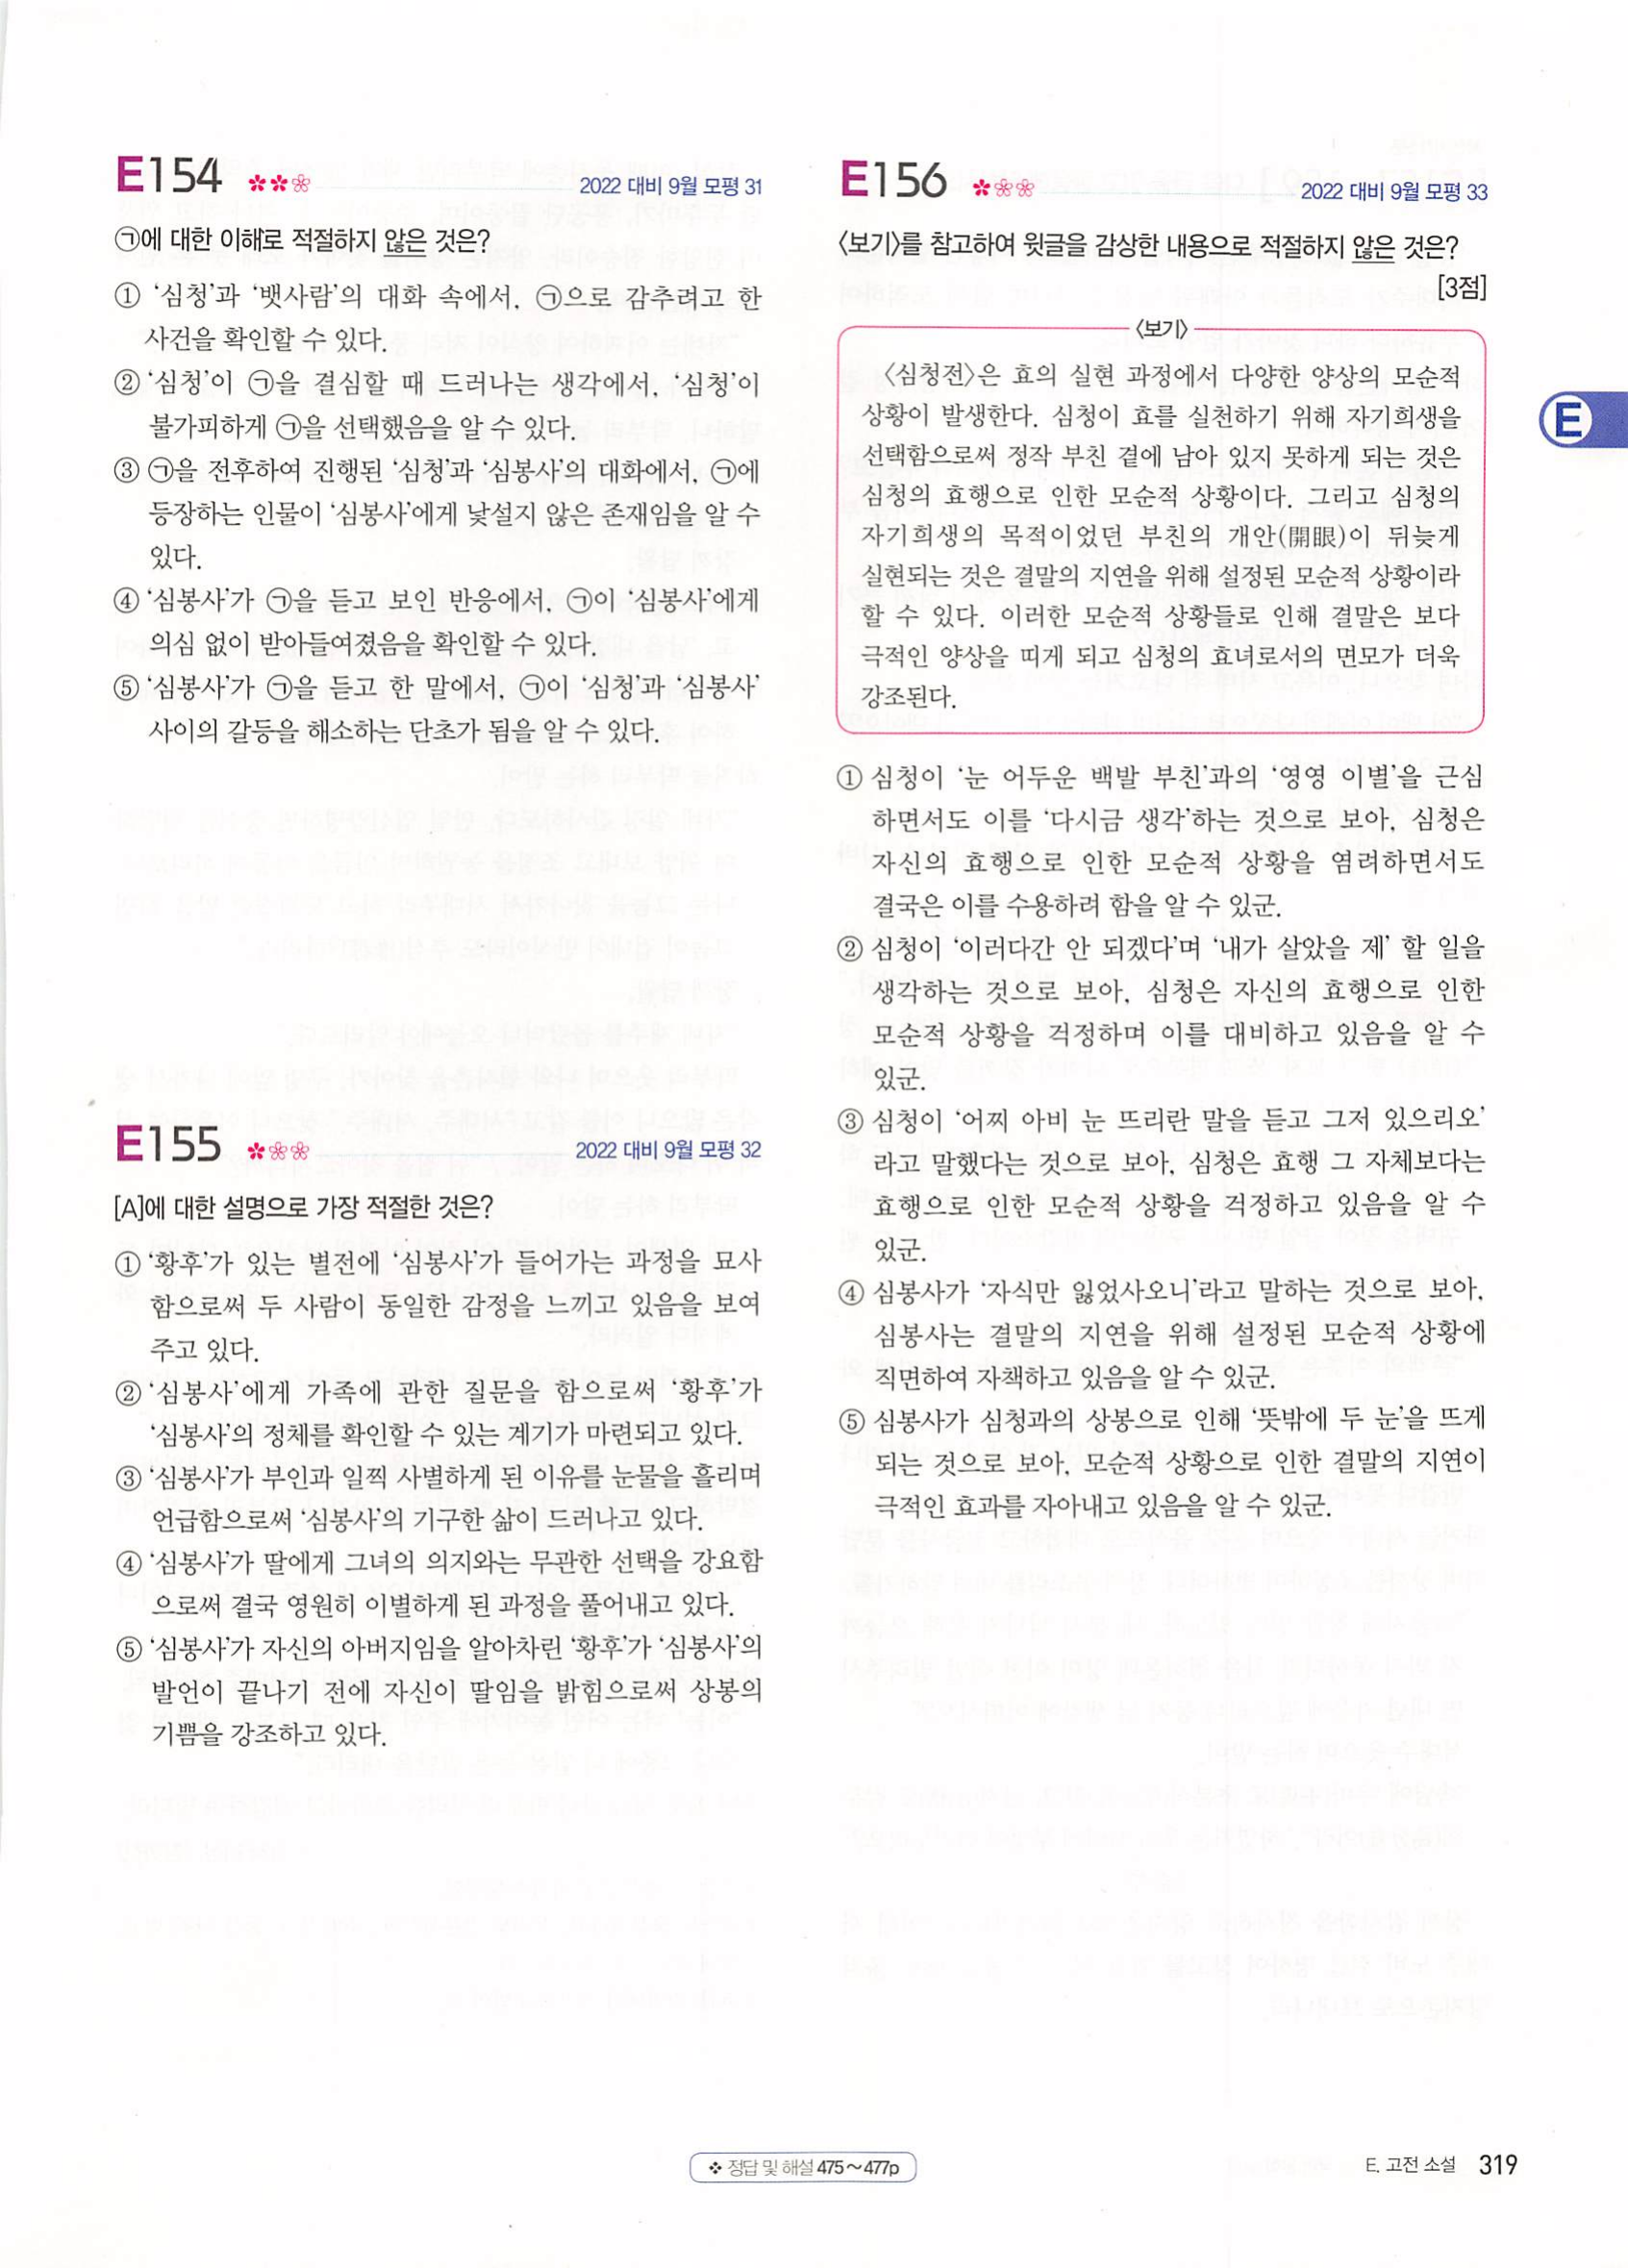 E154
2022 대비 9월 모평 31
㉠에 대한 이해로 적절하지 않은 것은?
① ‘심청’과 ‘뱃사람’의 대화 속에서, ㉠으로 감추려고 한
사건을 확인할 수 있다.
② ‘심청’이 ㉠을 결심할 때 드러나는 생각에서, ‘심청’이
불가피하게 ㉠을 선택했음을 알 수 있다.
③ ㉠을 전후하여 진행된 ‘심청’과 ‘심봉사’의 대화에서, ㉠에
등장하는 인물이 ‘심봉사’에게 낯설지 않은 존재임을 알 수
있다.
④ ‘심봉사’가 ㉠을 듣고 보인 반응에서, ㉠이 ‘심봉사’에게
의심 없이 받아들여졌음을 확인할 수 있다.
⑤ ‘심봉사’가 ㉠을 듣고 한 말에서, ㉠이 ‘심청’과 ‘심봉사’
사이의 갈등을 해소하는 단초가 됨을 알 수 있다.
E155
2022 대비 9월 모평 32
[A]에 대한 설명으로 가장 적절한 것은?
① ‘황후’가 있는 별전에 ‘심봉사’가 들어가는 과정을 묘사
함으로써 두 사람이 동일한 감정을 느끼고 있음을 보여
주고 있다.
② ‘심봉사’에게 가족에 관한 질문을 함으로써 ‘황후’가
‘심봉사’의 정체를 확인할 수 있는 계기가 마련되고 있다.
③ ‘심봉사’가 부인과 일찍 사별하게 된 이유를 눈물을 흘리며
언급함으로써 ‘심봉사’의 기구한 삶이 드러나고 있다.
④ ‘심봉사’가 딸에게 그녀의 의지와는 무관한 선택을 강요함
으로써 결국 영원히 이별하게 된 과정을 풀어내고 있다.
⑤ ‘심봉사’가 자신의 아버지임을 알아차린 ‘황후’가 ‘심봉사’의
발언이 끝나기 전에 자신이 딸임을 밝힘으로써 상봉의
기쁨을 강조하고 있다.
E156
2022 대비 9월 모평 33
〈보기〉를 참고하여 윗글을 감상한 내용으로 적절하지 않은 것은?
[3점]
〈보기〉
〈심청전〉은 효의 실현 과정에서 다양한 양상의 모순적
상황이 발생한다. 심청이 효를 실천하기 위해 자기희생을
선택함으로써 정작 부친 곁에 남아 있지 못하게 되는 것은
심청의 효행으로 인한 모순적 상황이다. 그리고 심청의
자기희생의 목적이었던 부친의 개안(開眼)이 뒤늦게
실현되는 것은 결말의 지연을 위해 설정된 모순적 상황이라
할 수 있다. 이러한 모순적 상황들로 인해 결말은 보다
극적인 양상을 띠게 되고 심청의 효녀로서의 면모가 더욱
강조된다.
① 심청이 ‘눈 어두운 백발 부친’과의 ‘영영 이별’을 근심
하면서도 이를 ‘다시금 생각’하는 것으로 보아, 심청은
자신의 효행으로 인한 모순적 상황을 염려하면서도
결국은 이를 수용하려 함을 알 수 있군.
② 심청이 ‘이러다간 안 되겠다’며 ‘내가 살았을 제’ 할 일을
생각하는 것으로 보아, 심청은 자신의 효행으로 인한
모순적 상황을 걱정하며 이를 대비하고 있음을 알 수
있군.
③ 심청이 ‘어찌 아비 눈 뜨리란 말을 듣고 그저 있으리오’
라고 말했다는 것으로 보아, 심청은 효행 그 자체보다는
효행으로 인한 모순적 상황을 걱정하고 있음을 알 수
있군.
④ 심봉사가 ‘자식만 잃었사오니’라고 말하는 것으로 보아,
심봉사는 결말의 지연을 위해 설정된 모순적 상황에
직면하여 자책하고 있음을 알 수 있군.
⑤ 심봉사가 심청과의 상봉으로 인해 ‘뜻밖에 두 눈’을 뜨게
되는 것으로 보아, 모순적 상황으로 인한 결말의 지연이
극적인 효과를 자아내고 있음을 알 수 있군.
E
❖ 정답 및 해설 475~477p
E. 고전 소설 319